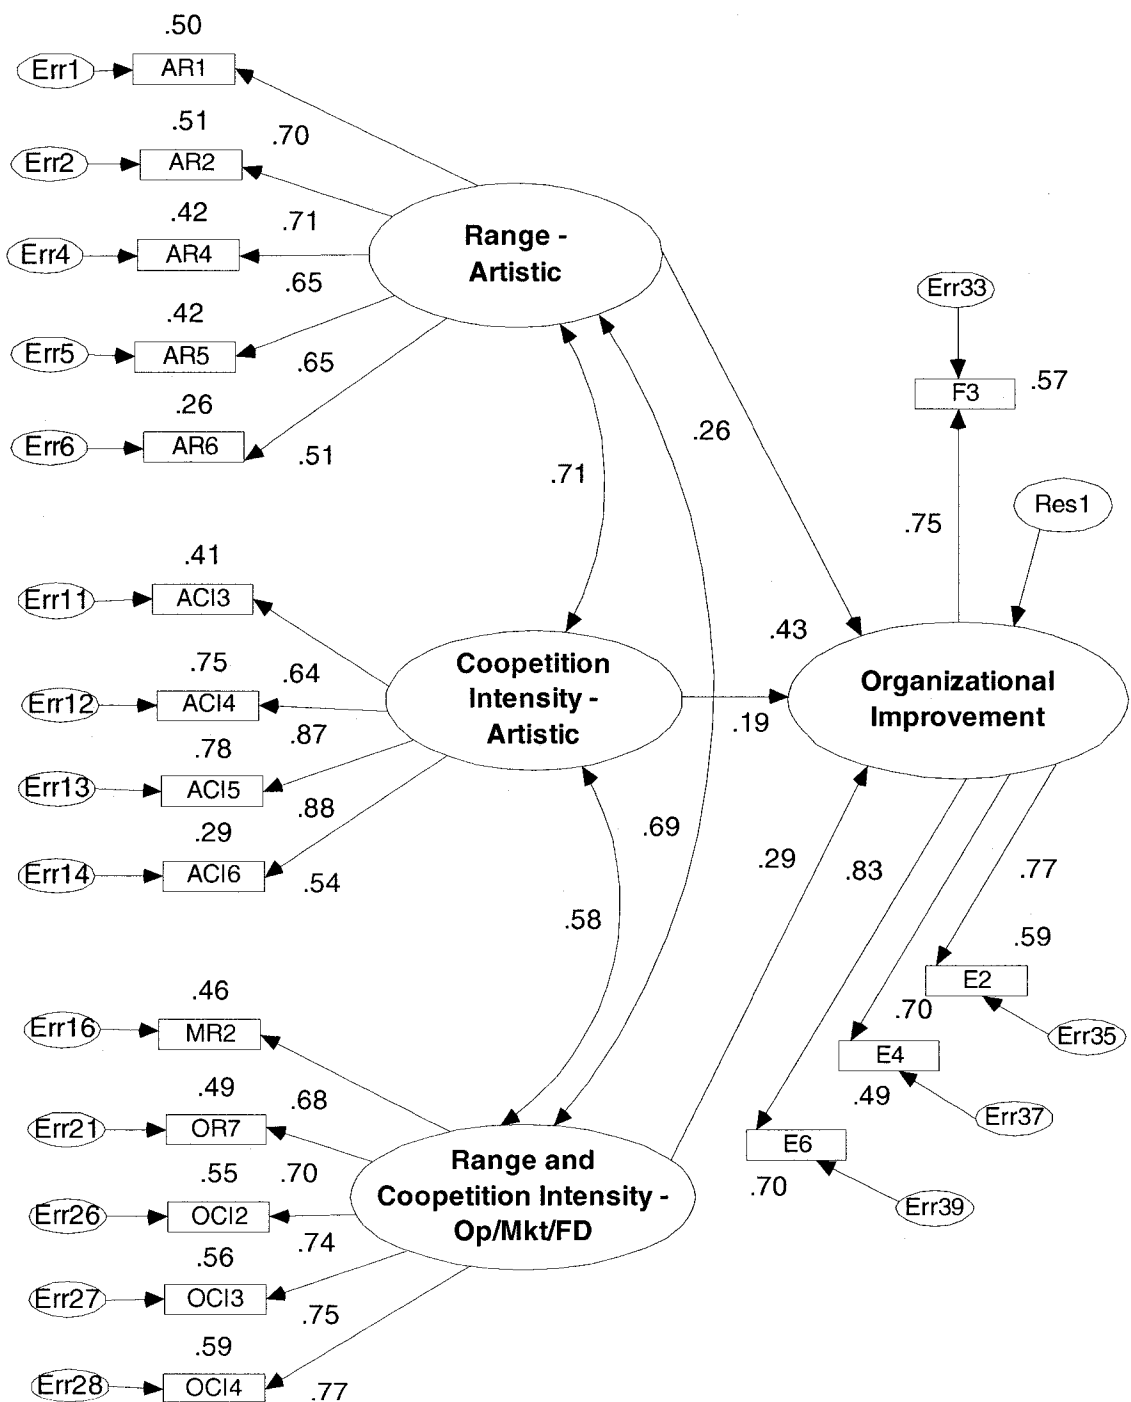 .50
Err1
AR1
.70
.51
Err2
AR2
.71
.42
Err4
AR4
.65
.42
Err5
AR5
.65
.26
Err6
AR6
.51
Range -
Artistic
Err33
F3
.57
.26
.71
.75
Res1
.41
Err11
ACI3
.64
.75
Err12
ACI4
.87
.78
Err13
ACI5
.88
.29
Err14
ACI6
.54
Coopetition
Intensity -
Artistic
.43
.19
Organizational
Improvement
.69
.29
.83
.77
.58
.59
E2
Err35
.70
E4
.49
Err37
E6
.70
Err39
.46
Err16
MR2
.68
.49
Err21
OR7
.70
.55
Err26
OCI2
.74
.56
Err27
OCI3
.75
.59
Err28
OCI4
.77
Range and
Coopetition Intensity -
Op/Mkt/FD